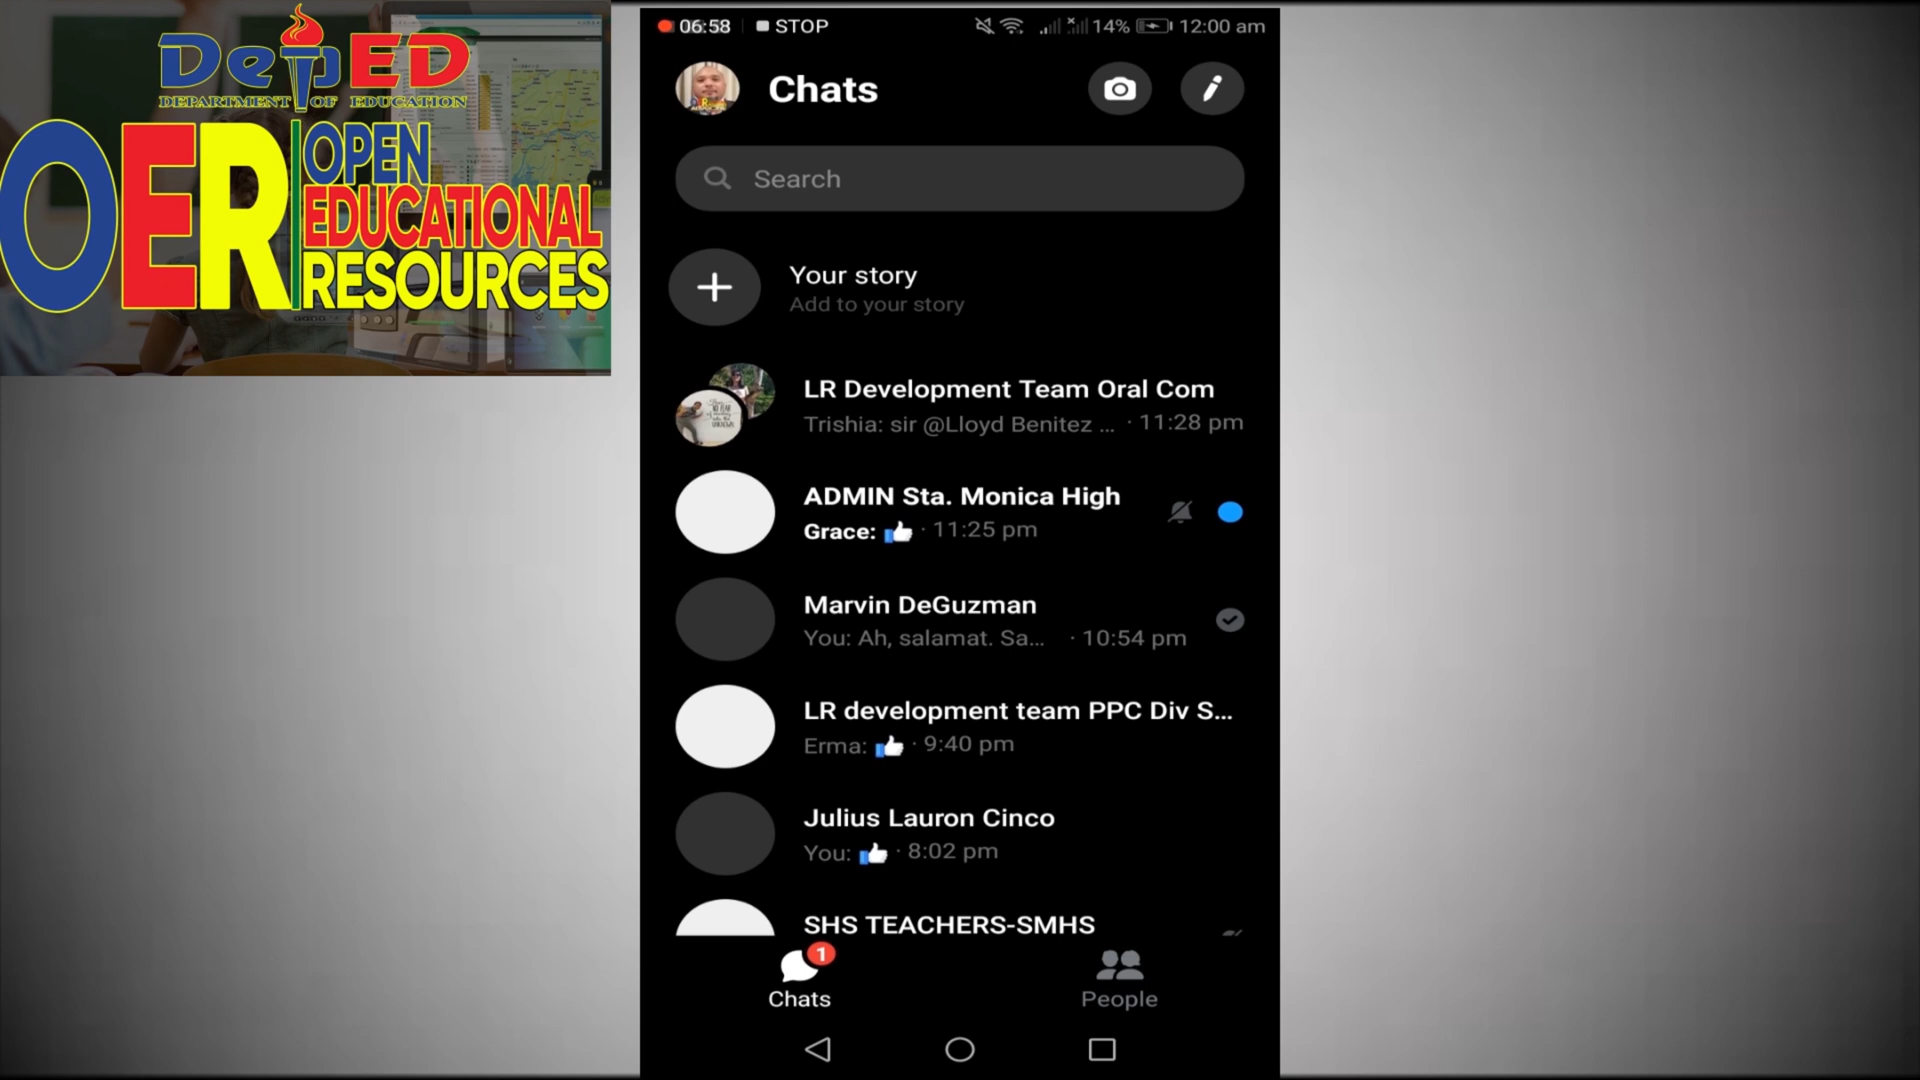 DepED
DEPARTMENT OF EDUCATION
OER
OPEN
EDUCATIONAL
RESOURCES
06:58 STOP 14% 12:00 am
Chats
Search
Your story
Add to your story
LR Development Team Oral Com
Trishia: sir @Lloyd Benitez ... · 11:28 pm
ADMIN Sta. Monica High
Grace: 👍 · 11:25 pm
Marvin DeGuzman
You: Ah, salamat. Sa... · 10:54 pm
LR development team PPC Div S...
Erma: 👍 · 9:40 pm
Julius Lauron Cinco
You: 👍 · 8:02 pm
SHS TEACHERS-SMHS
1
Chats
People